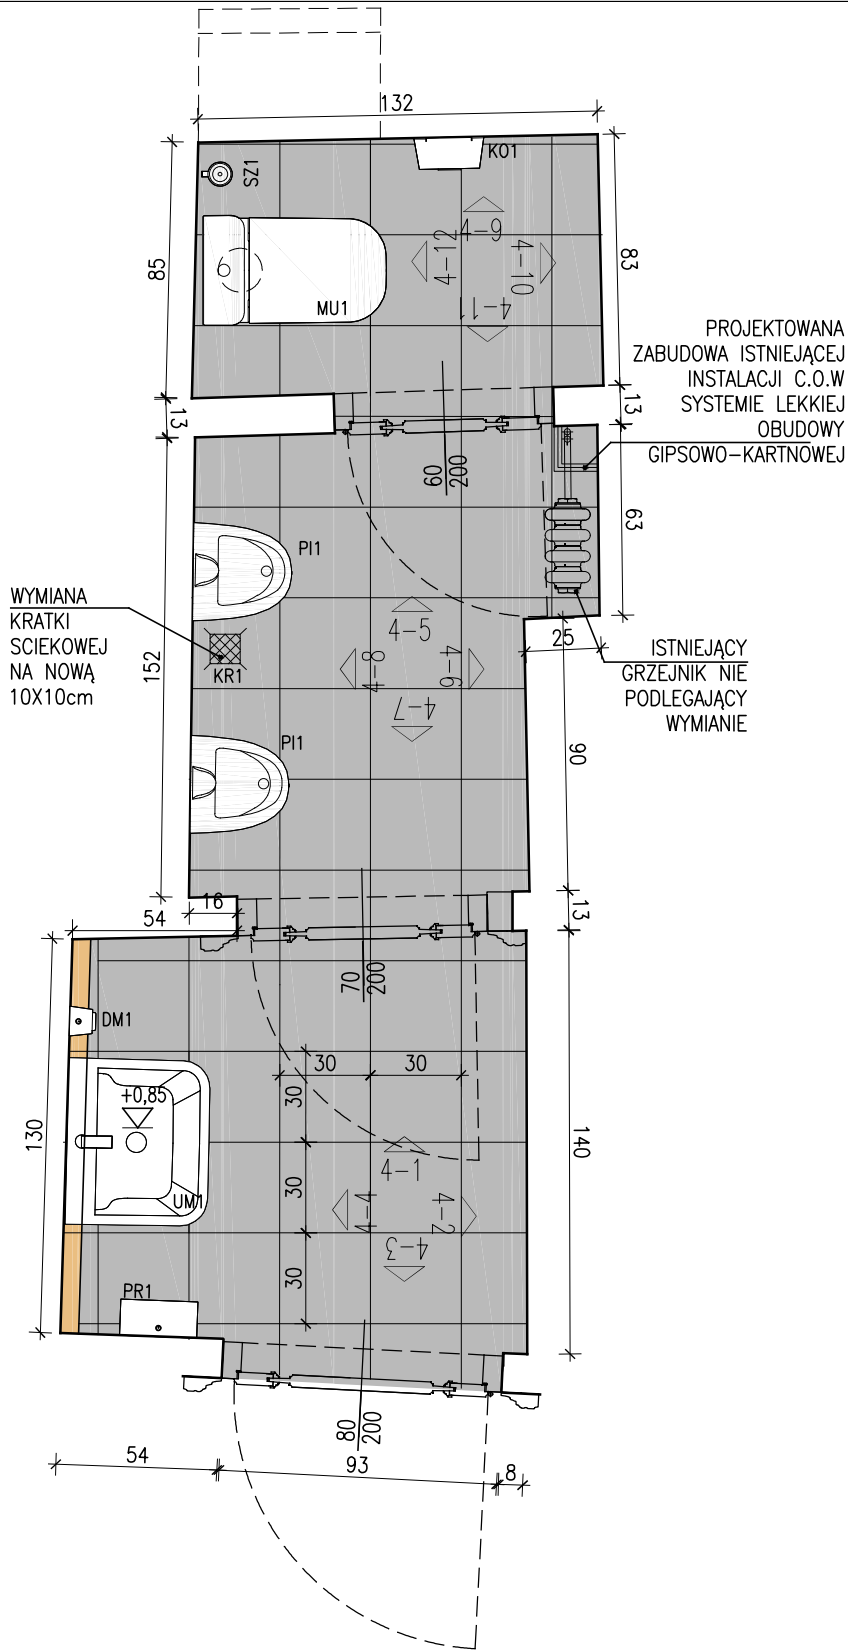 132
SZ1
KO1
85
83
4-9
4-12
4-10
4-11
MU1
13
13
PROJEKTOWANA
ZABUDOWA ISTNIEJĄCEJ
INSTALACJI C.O.W
SYSTEMIE LEKKIEJ
OBUDOWY
GIPSOWO-KARTNOWEJ
60
200
63
PI1
WYMIANA
KRATKI
SCIEKOWEJ
NA NOWĄ
10X10cm
152
KR1
4-5
4-8
4-6
4-7
25
ISTNIEJĄCY
GRZEJNIK NIE
PODLEGAJĄCY
WYMIANIE
PI1
90
16
54
13
70
200
DM1
30
30
30
+0,85
130
140
4-1
UM1
30
4-4
4-2
4-3
30
PR1
80
200
54
93
8